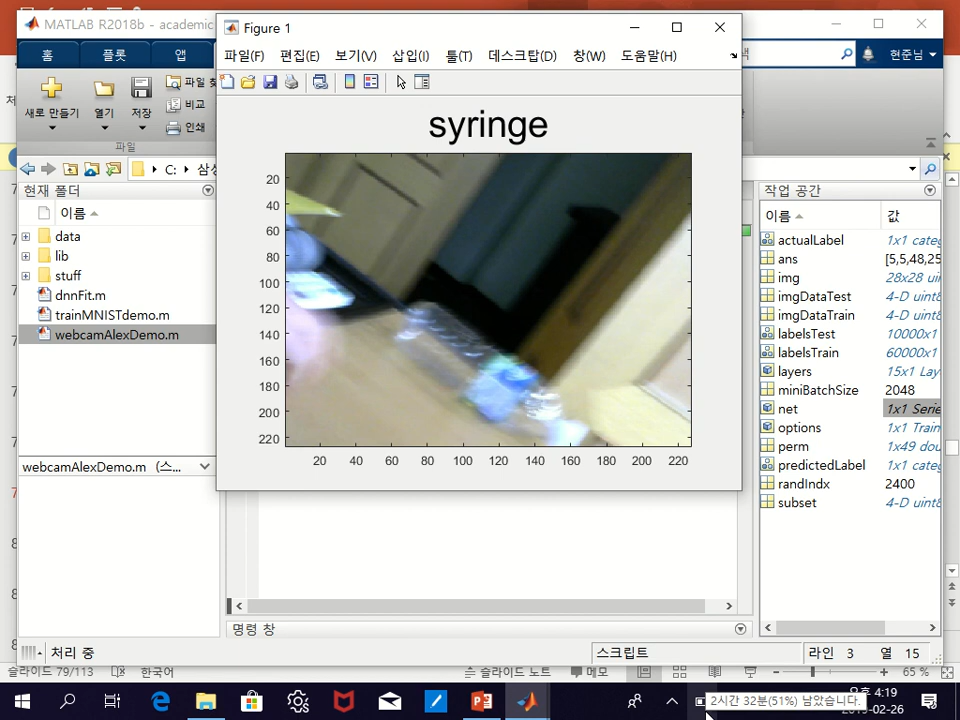 MATLAB R2018b - academic
Figure 1
파일(F) 편집(E) 보기(V) 삽입(I) 툴(T) 데스크탑(D) 창(W) 도움말(H)
홈 플롯 앱
현준님
새로 만들기 열기 저장 파일 찾
비교
인쇄
파일
syringe
C: 삼성
현재 폴더
이름
data
lib
stuff
dnnFit.m
trainMNISTdemo.m
webcamAlexDemo.m
webcamAlexDemo.m (스...
20
40
60
80
100
120
140
160
180
200
220
20 40 60 80 100 120 140 160 180 200 220
작업 공간
이름 값
actualLabel 1x1 categ
ans [5,5,48,25
img 28x28 ui
imgDataTest 4-D uint8
imgDataTrain 4-D uint8
labelsTest 10000x1
labelsTrain 60000x1
layers 15x1 Lay
miniBatchSize 2048
net 1x1 Serie
options 1x1 Train
perm 1x49 dou
predictedLabel 1x1 categ
randIndx 2400
subset 4-D uint8
명령 창
처리 중
스크립트
라인 3 열 15
슬라이드 79/113
한국어
슬라이드 노트
메모
65 %
2시간 32분(51%) 남았습니다.
오후 4:19
2019-02-26